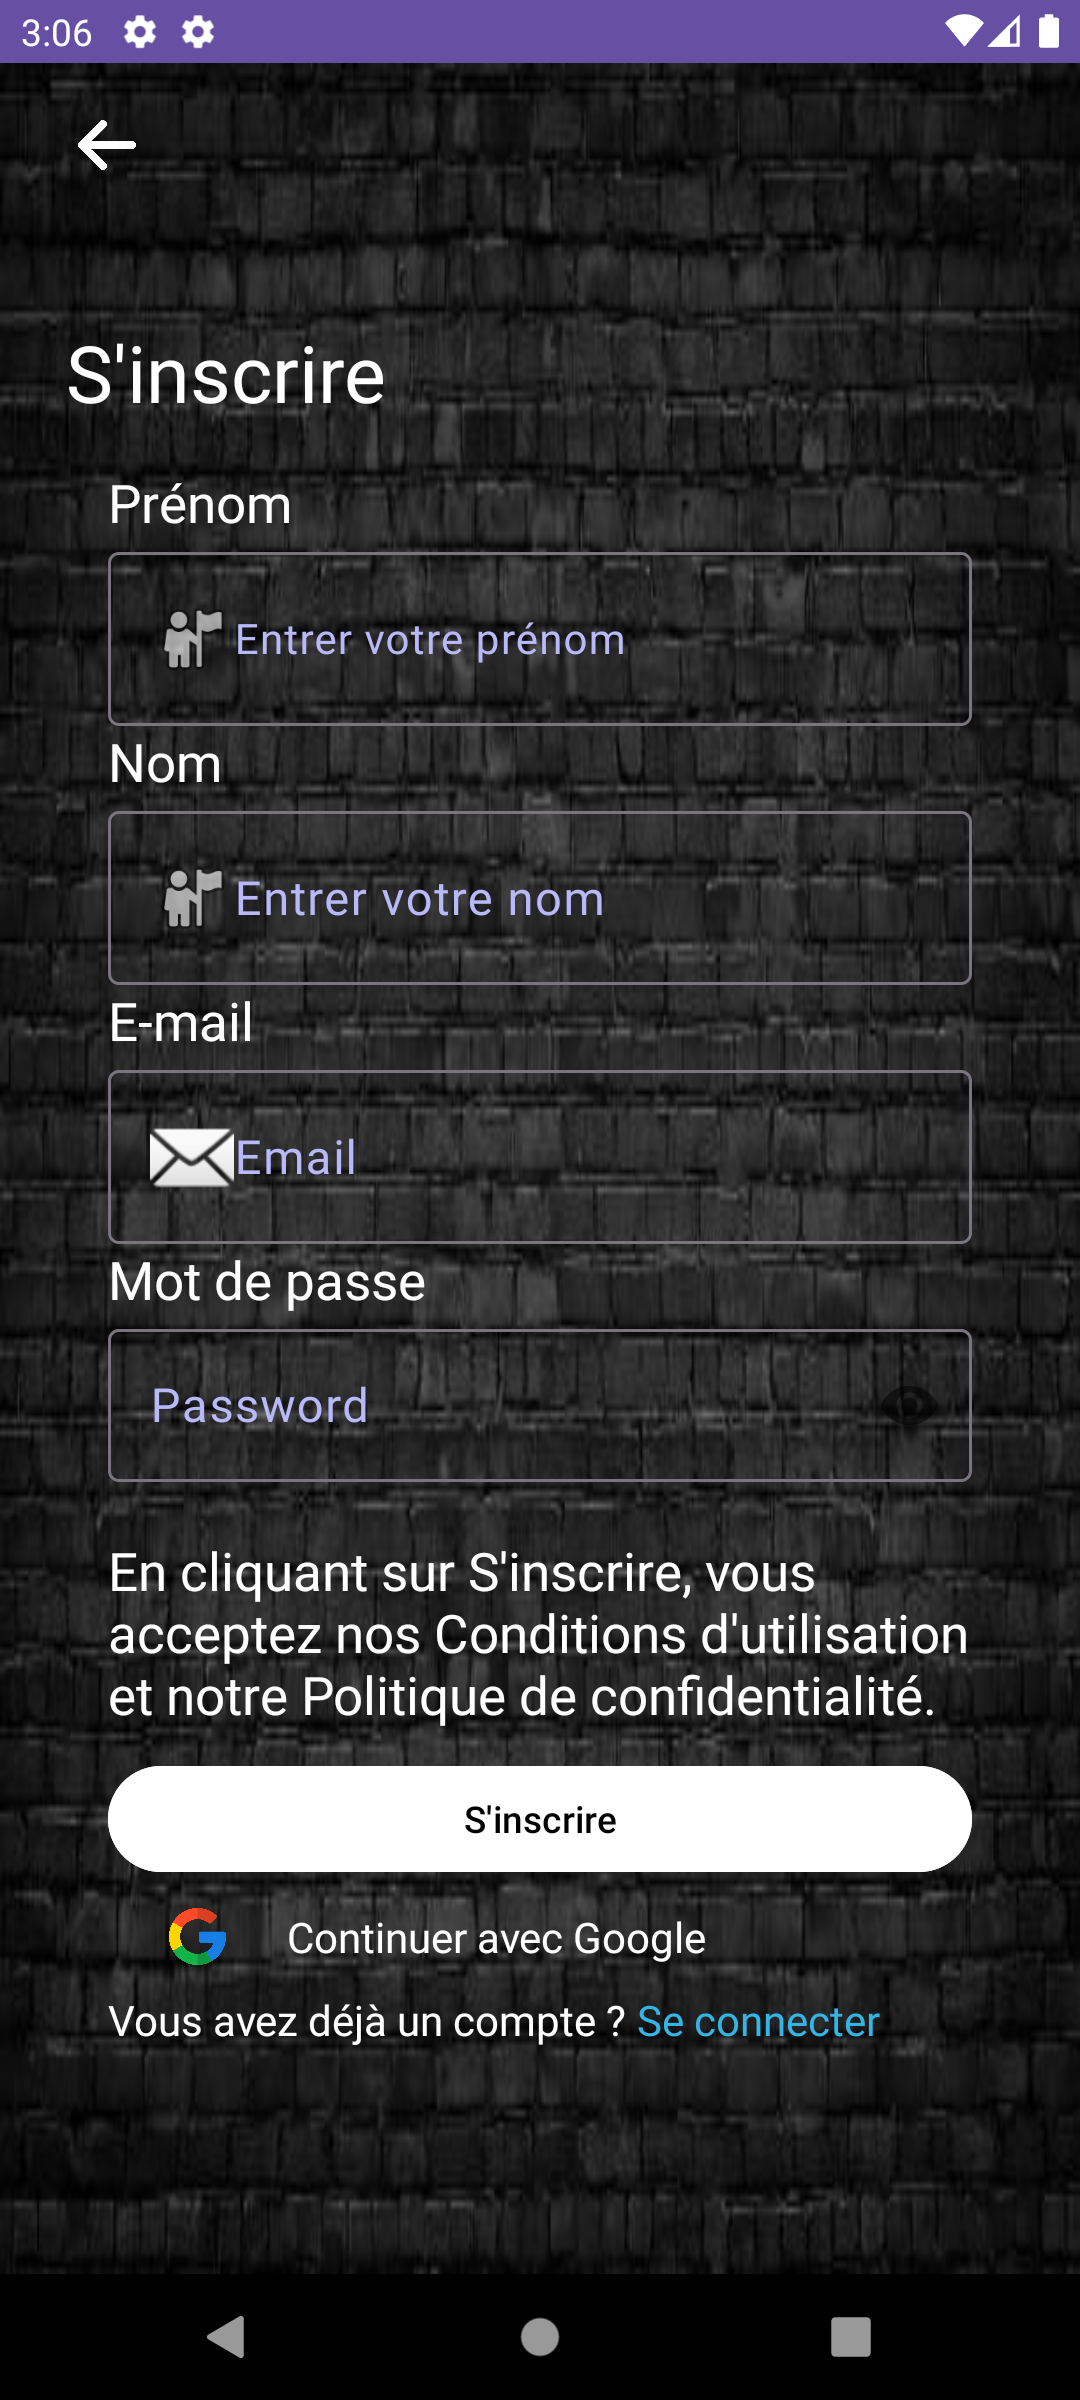 3:06
S'inscrire
Prénom
Entrer votre prénom
Nom
Entrer votre nom
E-mail
Email
Mot de passe
Password
En cliquant sur S'inscrire, vous
acceptez nos Conditions d'utilisation
et notre Politique de confidentialité.
S'inscrire
Continuer avec Google
Vous avez déjà un compte ? Se connecter